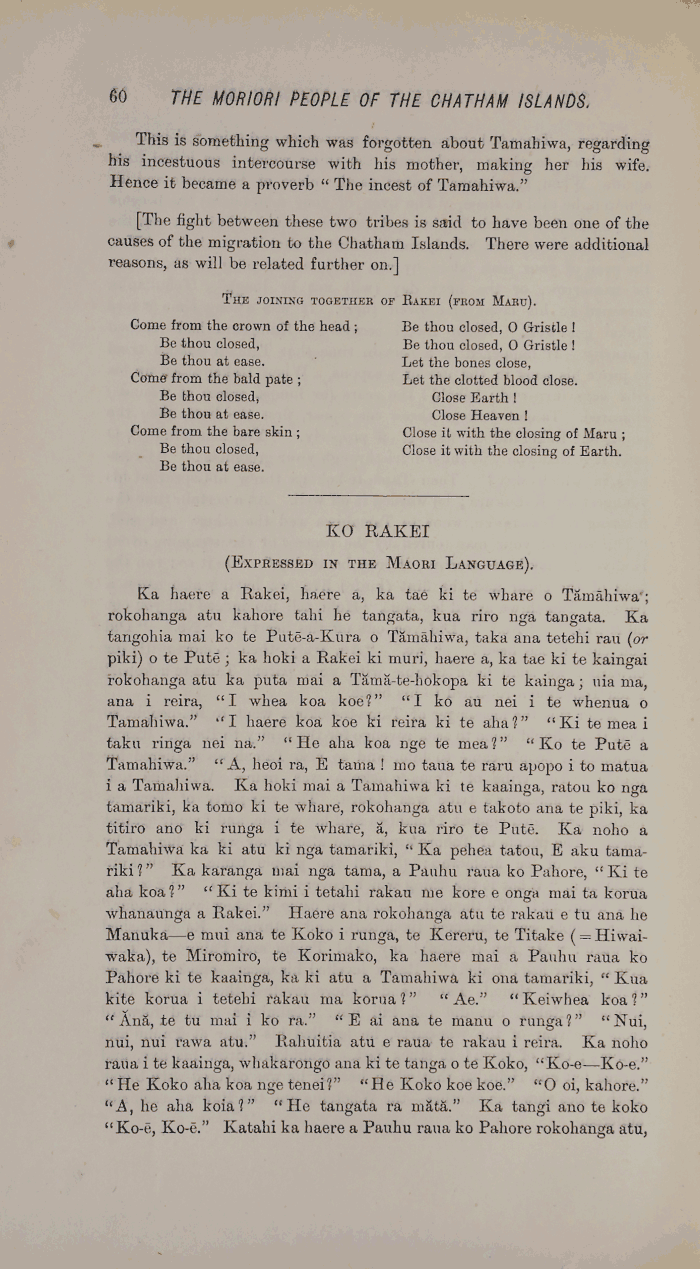 60 THE MORIORI PEOPLE OF THE CHATHAM ISLANDS.
This is something which was forgotten about Tamahiwa, regarding
his incestuous intercourse with his mother, making her his wife.
Hence it became a proverb “ The incest of Tamahiwa.”
[The fight between these two tribes is said to have been one of the
causes of the migration to the Chatham Islands. There were additional
reasons, as will be related further on.]
The joining together of Rakei (from Maru).
Come from the crown of the head ;
Be thou closed,
Be thou at ease.
Come from the bald pate ;
Be thou closed,
Be thou at ease.
Come from the bare skin ;
Be thou closed,
Be thou at ease.
Be thou closed, O Gristle !
Be thou closed, O Gristle !
Let the bones close,
Let the clotted blood close.
Close Earth !
Close Heaven !
Close it with the closing of Maru ;
Close it with the closing of Earth.
KO RAKEI
(Expressed in the Maori Language).
Ka haere a Rakei, haere a, ka tae ki te whare o Tămāhiwa ;
rokohanga atu kahore tahi he tangata, kua riro nga tangata. Ka
tangohia mai ko te Putē-a-Kura o Tămāhiwa, taka ana tetehi rau (or
piki) o te Putē ; ka hoki a Rakei ki muri, haere a, ka tae ki te kaingai
rokohanga atu ka puta mai a Tămă-te-hokopa ki te kainga ; uia ma,
ana i reira, “I whea koa koe?” “I ko au nei i te whenua o
Tamahiwa.” “I haere koa koe ki reira ki te aha?” “Ki te mea i
taku ringa nei na.” “He aha koa nge te mea?” “Ko te Putē a
Tamahiwa.” “A, heoi ra, E tama ! mo taua te raru apopo i to matua
i a Tamahiwa. Ka hoki mai a Tamahiwa ki te kaainga, ratou ko nga
tamariki, ka tomo ki te whare, rokohanga atu e takoto ana te piki, ka
titiro ano ki runga i te whare, ă, kua riro te Putē. Ka noho a
Tamahiwa ka ki atu ki nga tamariki, “ Ka pehea tatou, E aku tama-
riki?” Ka karanga mai nga tama, a Pauhu raua ko Pahore, “Ki te
aha koa?” “Ki te kimi i tetahi rakau me kore e onga mai ta korua
whanaunga a Rakei.” Haere ana rokohanga atu te rakau e tu ana he
Manuka—e mui ana te Koko i runga, te Kereru, te Titake (=Hiwai-
waka), te Miromiro, te Korimako, ka haere mai a Pauhu raua ko
Pahore ki te kaainga, ka ki atu a Tamahiwa ki ona tamariki, “ Kua
kite korua i tetehi rakau ma korua?” “Ae.” “Keiwhea koa?”
“Ănă, te tu mai i ko ra.” “E ai ana te manu o runga?” “Nui,
nui, nui rawa atu.” Rahuitia atu e raua te rakau i reira. Ka noho
raua i te kaainga, whakarongo ana ki te tanga o te Koko, “Ko-e—Ko-e.”
“He Koko aha koa nge tenei?” “He Koko koe koe.” “O oi, kahore.”
“A, he aha koia?” “He tangata ra mătă.” Ka tangi ano te koko
“Ko-ē, Ko-ē.” Katahi ka haere a Pauhu raua ko Pahore rokohanga atu,